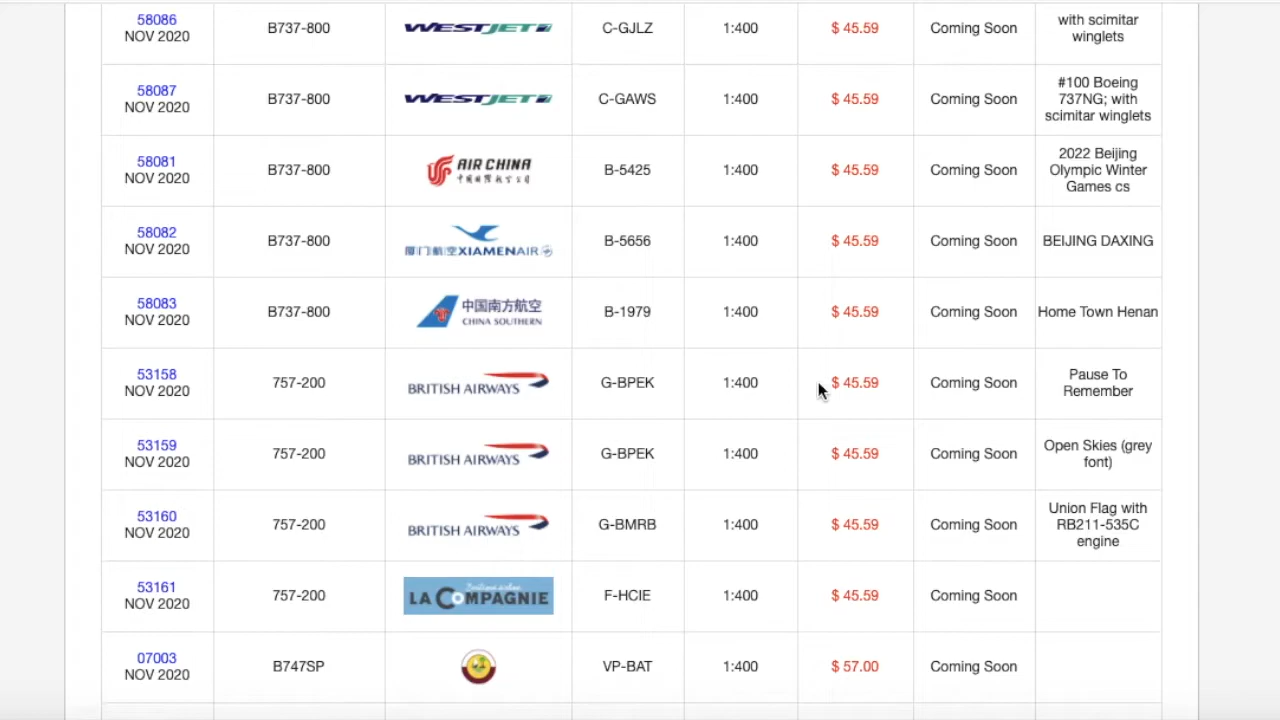 58086
NOV 2020
B737-800
WESTJET
C-GJLZ
1:400
$ 45.59
Coming Soon
with scimitar
winglets
58087
NOV 2020
B737-800
WESTJET
C-GAWS
1:400
$ 45.59
Coming Soon
#100 Boeing
737NG; with
scimitar winglets
58081
NOV 2020
B737-800
AIR CHINA
B-5425
1:400
$ 45.59
Coming Soon
2022 Beijing
Olympic Winter
Games cs
58082
NOV 2020
B737-800
厦门航空XIAMENAIR
B-5656
1:400
$ 45.59
Coming Soon
BEIJING DAXING
58083
NOV 2020
B737-800
中国南方航空
CHINA SOUTHERN
B-1979
1:400
$ 45.59
Coming Soon
Home Town Henan
53158
NOV 2020
757-200
BRITISH AIRWAYS
G-BPEK
1:400
$ 45.59
Coming Soon
Pause To
Remember
53159
NOV 2020
757-200
BRITISH AIRWAYS
G-BPEK
1:400
$ 45.59
Coming Soon
Open Skies (grey
font)
53160
NOV 2020
757-200
BRITISH AIRWAYS
G-BMRB
1:400
$ 45.59
Coming Soon
Union Flag with
RB211-535C
engine
53161
NOV 2020
757-200
LA COMPAGNIE
F-HCIE
1:400
$ 45.59
Coming Soon
07003
NOV 2020
B747SP
VP-BAT
1:400
$ 57.00
Coming Soon